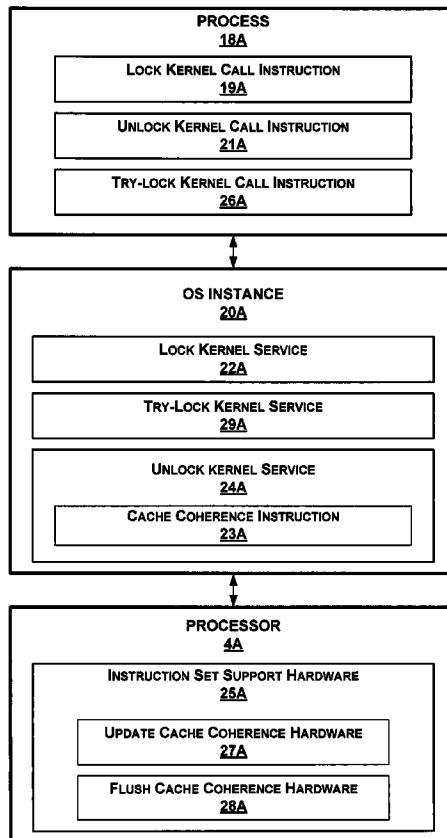 PROCESS
18A
LOCK KERNEL CALL INSTRUCTION
19A
UNLOCK KERNEL CALL INSTRUCTION
21A
TRY-LOCK KERNEL CALL INSTRUCTION
26A
OS INSTANCE
20A
LOCK KERNEL SERVICE
22A
TRY-LOCK KERNEL SERVICE
29A
UNLOCK KERNEL SERVICE
24A
CACHE COHERENCE INSTRUCTION
23A
PROCESSOR
4A
INSTRUCTION SET SUPPORT HARDWARE
25A
UPDATE CACHE COHERENCE HARDWARE
27A
FLUSH CACHE COHERENCE HARDWARE
28A